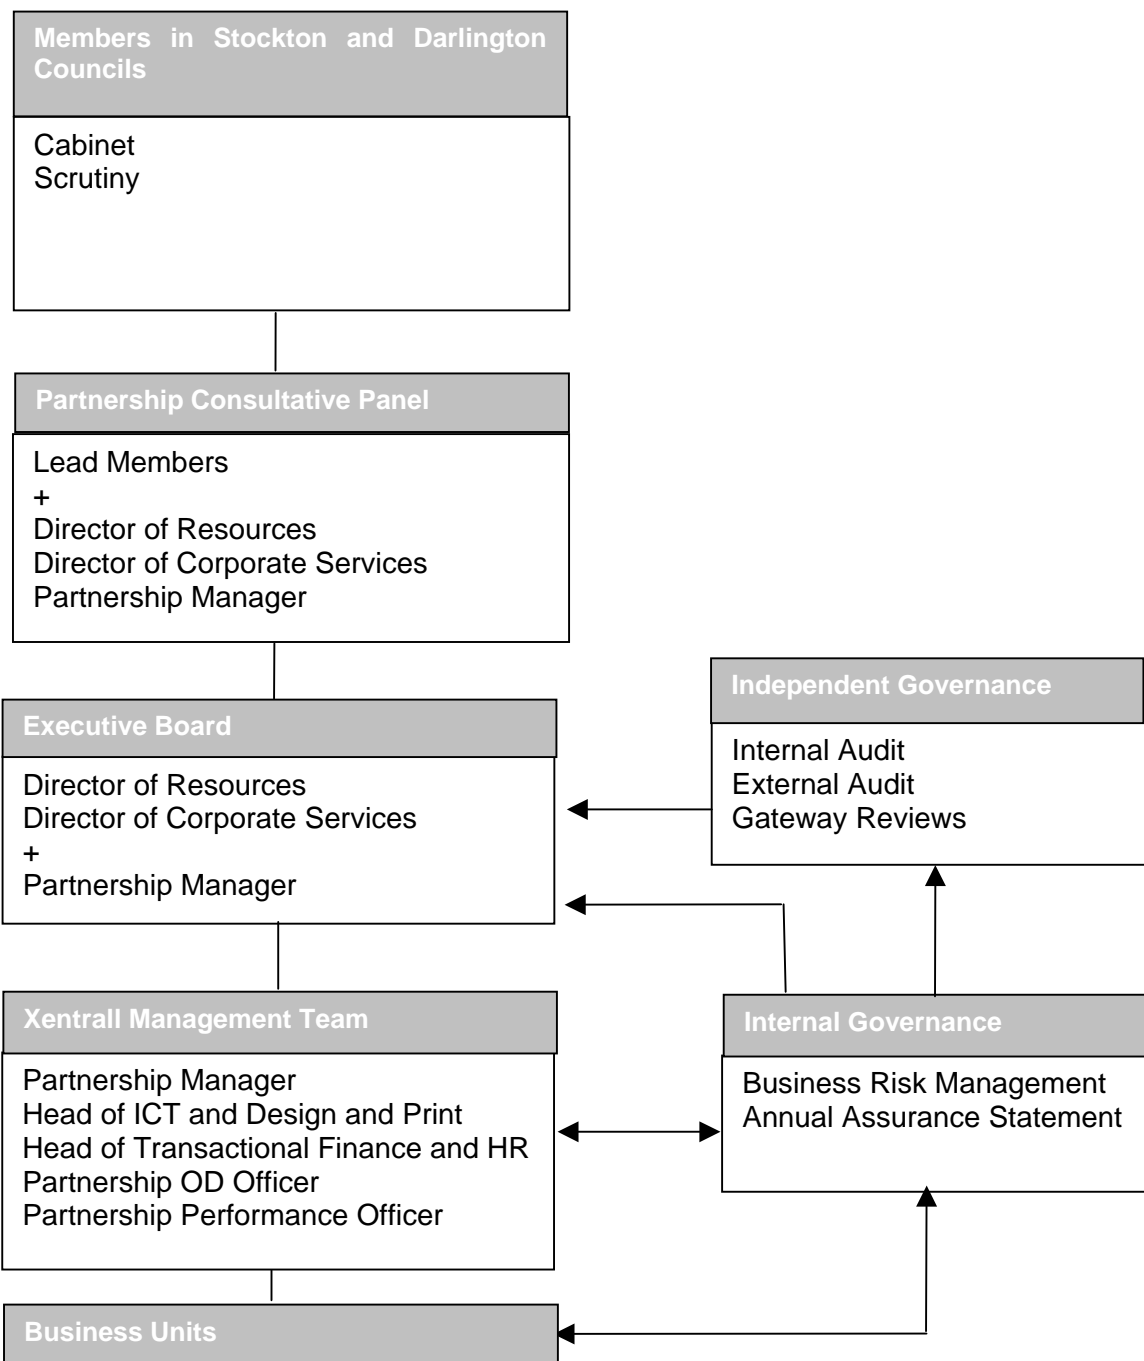 Members in Stockton and Darlington
Councils
Cabinet
Scrutiny
Partnership Consultative Panel
Lead Members
+
Director of Resources
Director of Corporate Services
Partnership Manager
Executive Board
Director of Resources
Director of Corporate Services
+
Partnership Manager
Independent Governance
Internal Audit
External Audit
Gateway Reviews
Xentrall Management Team
Partnership Manager
Head of ICT and Design and Print
Head of Transactional Finance and HR
Partnership OD Officer
Partnership Performance Officer
Internal Governance
Business Risk Management
Annual Assurance Statement
Business Units